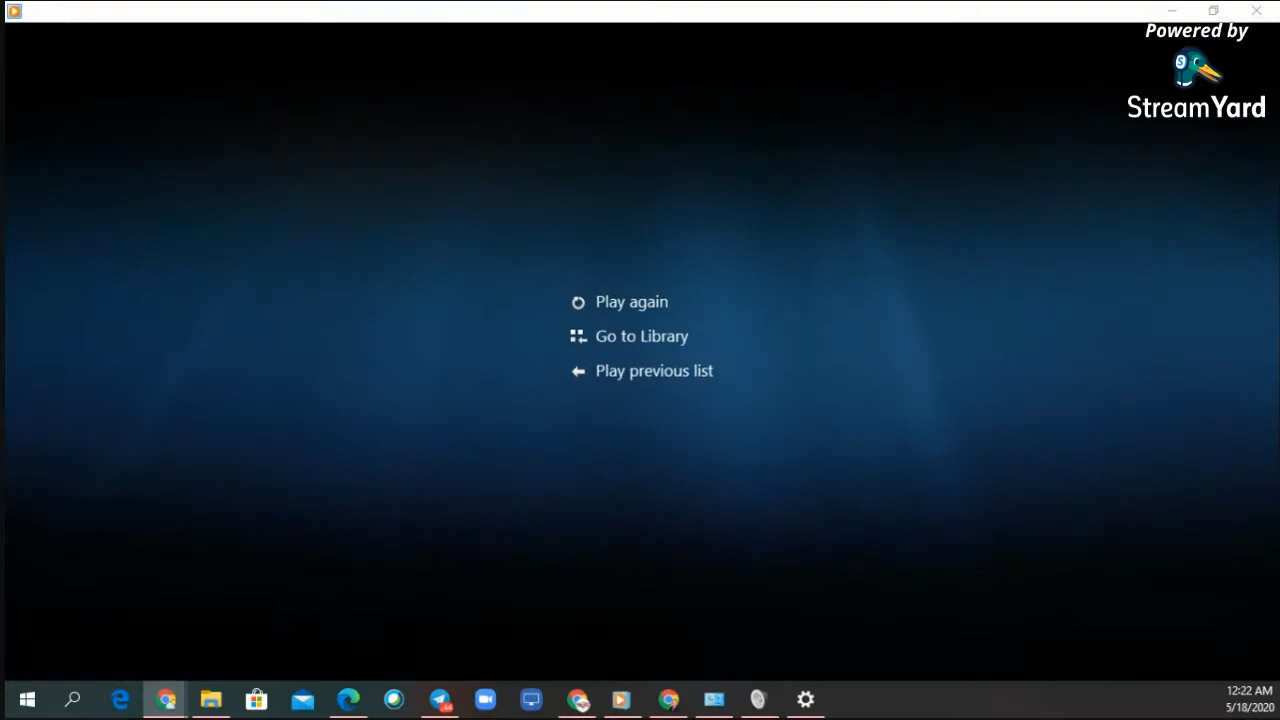 Powered by
StreamYard
Play again
Go to Library
Play previous list
12:22 AM
5/18/2020